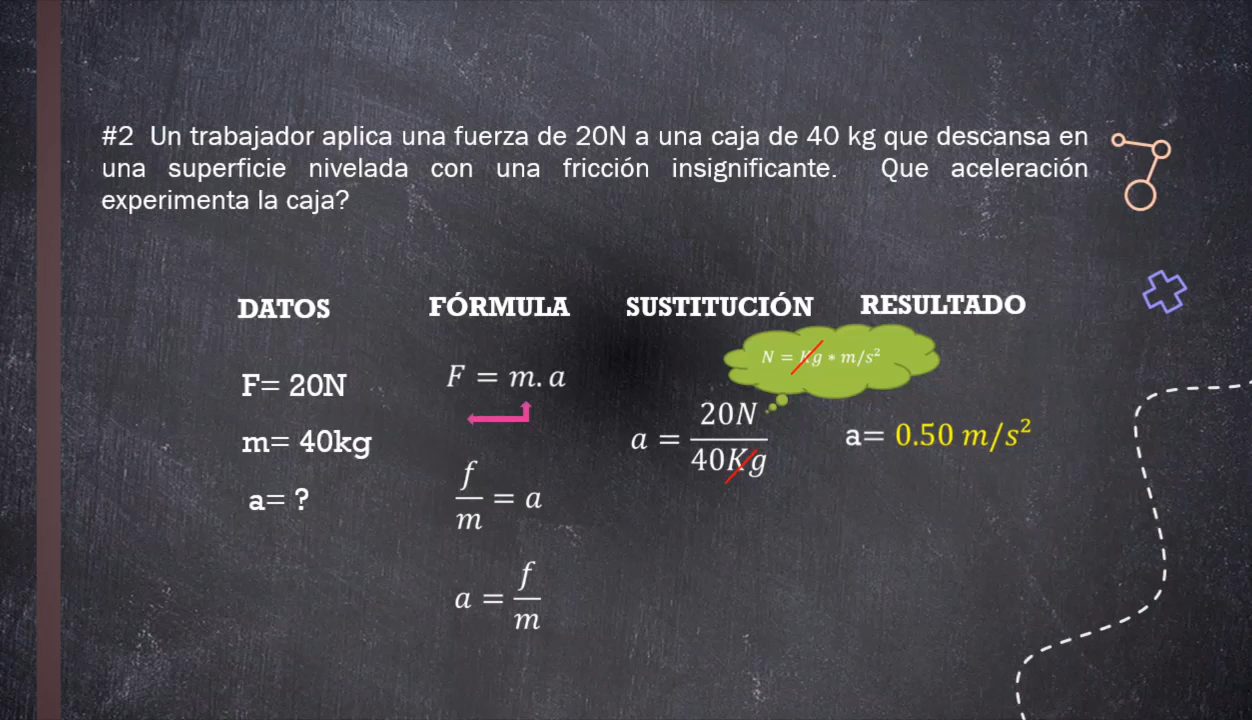 #2 Un trabajador aplica una fuerza de 20N a una caja de 40 kg que descansa en
una superficie nivelada con una fricción insignificante. Que aceleración
experimenta la caja?
DATOS
F= 20N
m= 40kg
a= ?
FÓRMULA
F = m. a
f/m = a
a = f/m
SUSTITUCIÓN
N = Kg * m/s²
a = 20N/40Kg
RESULTADO
a= 0.50 m/s²